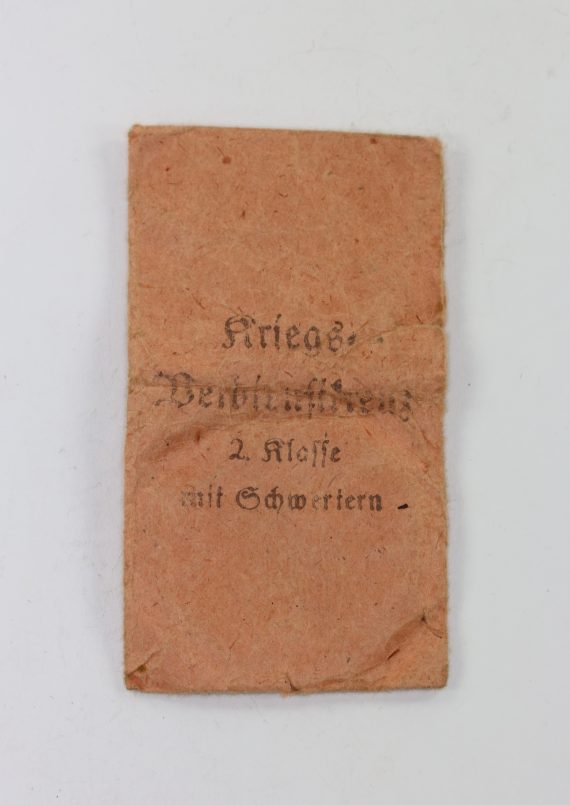 Kriegs-
Verdienstkreuz
2. Klasse
mit Schwertern